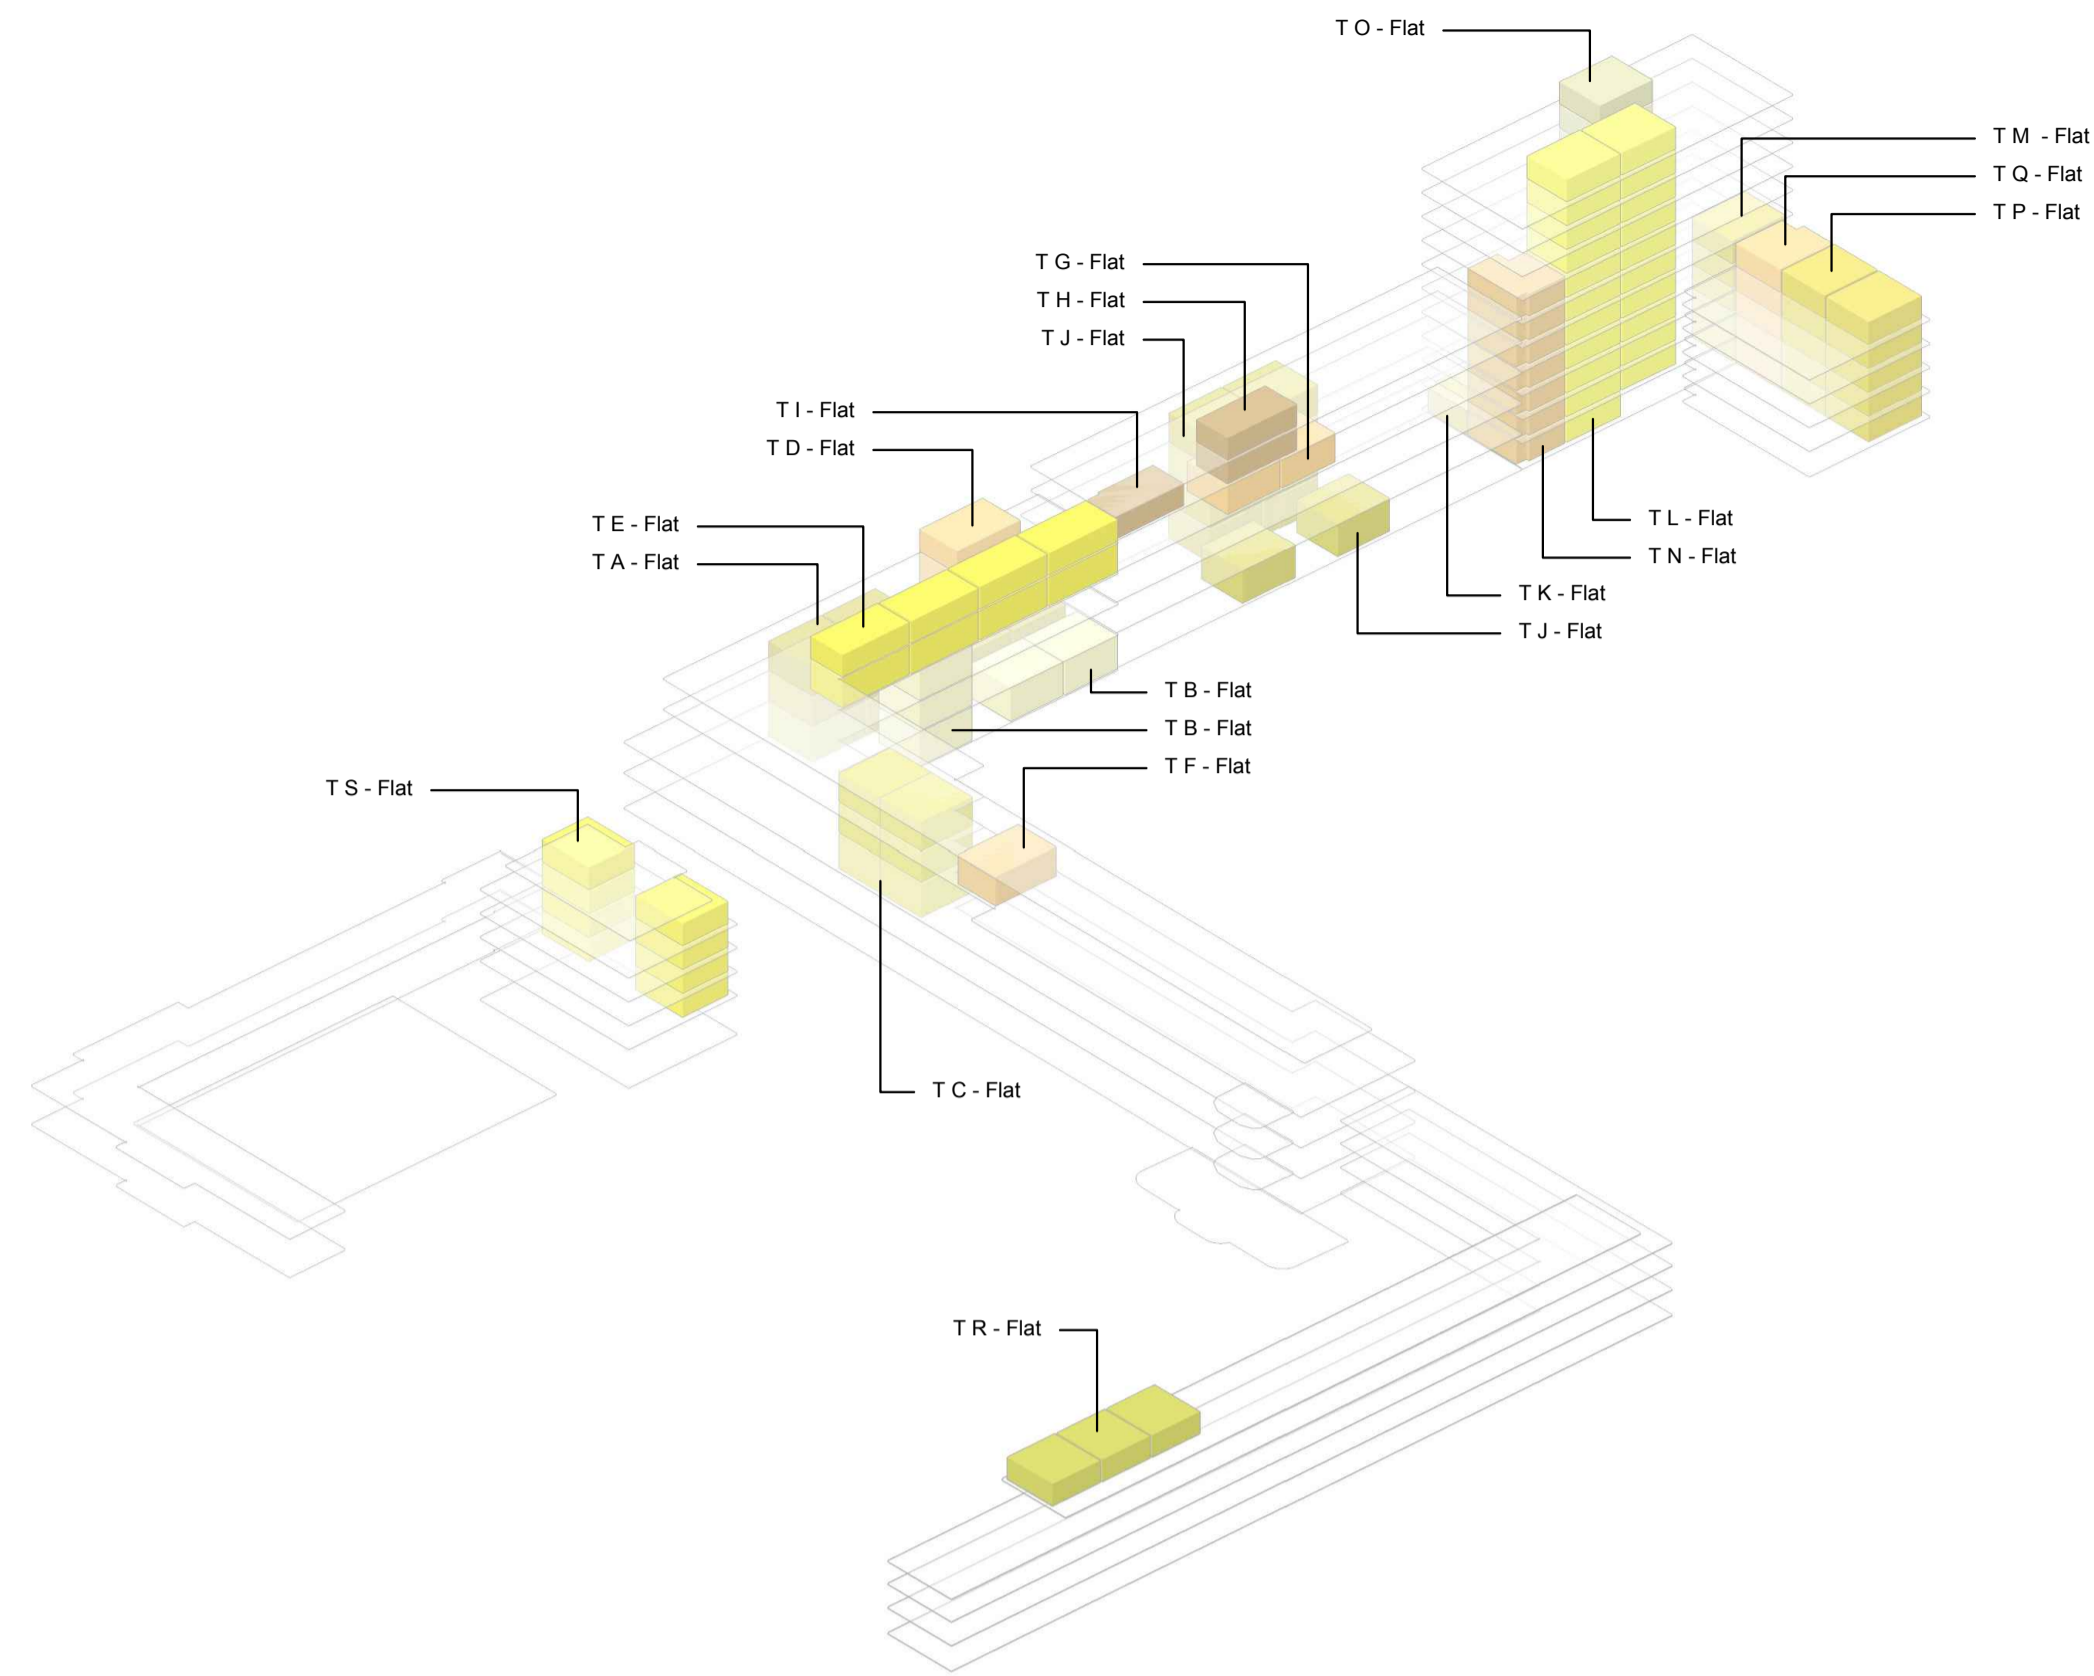 T O - Flat
T M - Flat
T Q - Flat
T P - Flat
T G - Flat
T H - Flat
T J - Flat
T I - Flat
T D - Flat
T E - Flat
T A - Flat
T L - Flat
T N - Flat
T K - Flat
T J - Flat
T B - Flat
T B - Flat
T F - Flat
T S - Flat
T C - Flat
T R - Flat